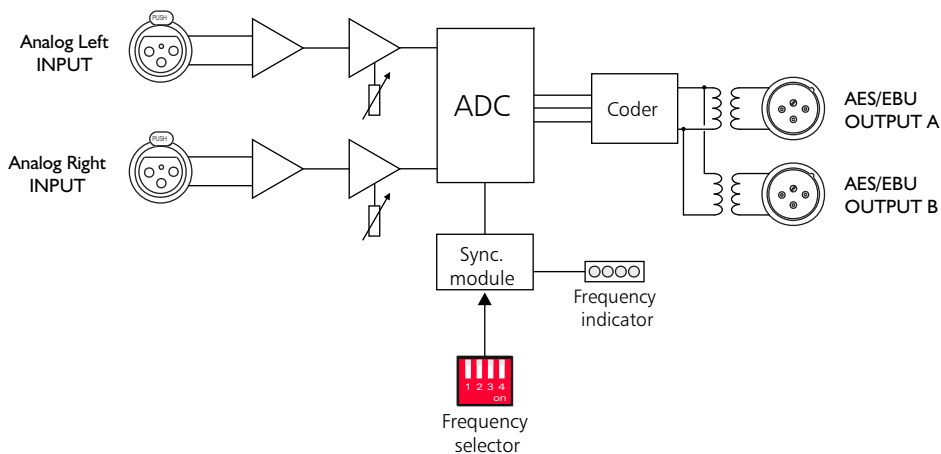 PUSH
Analog Left
INPUT
ADC
Coder
AES/EBU
OUTPUT A
PUSH
Analog Right
INPUT
AES/EBU
OUTPUT B
Sync.
module
Frequency
indicator
1 2 3 4
on
Frequency
selector